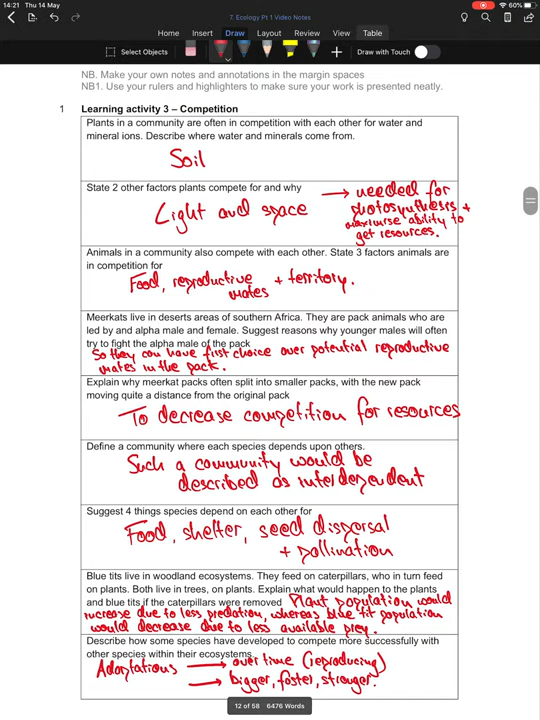 14:21 Thu 14 May
60%
7. Ecology Pt 1 Video Notes
Home Insert Draw Layout Review View Table
Select Objects
Draw with Touch
NB. Make your own notes and annotations in the margin spaces
NB1. Use your rulers and highlighters to make sure your work is presented neatly.
1 Learning activity 3 – Competition
Plants in a community are often in competition with each other for water and
mineral ions. Describe where water and minerals come from.
Soil
State 2 other factors plants compete for and why
Light and space
→ needed for
photosynthesis +
maximise ability to
get resources.
Animals in a community also compete with each other. State 3 factors animals are
in competition for
Food, reproductive
mates + territory.
Meerkats live in deserts areas of southern Africa. They are pack animals who are
led by and alpha male and female. Suggest reasons why younger males will often
try to fight the alpha male of the pack
So they can have first choice over potential reproductive
mates in the pack.
Explain why meerkat packs often split into smaller packs, with the new pack
moving quite a distance from the original pack
To decrease competition for resources
Define a community where each species depends upon others.
Such a community would be
described as interdependent
Suggest 4 things species depend on each other for
Food, shelter, seed dispersal
+ pollination
Blue tits live in woodland ecosystems. They feed on caterpillars, who in turn feed
on plants. Both live in trees, on plants. Explain what would happen to the plants
and blue tits if the caterpillars were removed Plant population would
increase due to less predation, whereas blue tit population
would decrease due to less available prey.
Describe how some species have developed to compete more successfully with
other species within their ecosystems.
Adaptations → over time (reproducing)
→ bigger, faster, stronger.
12 of 58 6476 Words